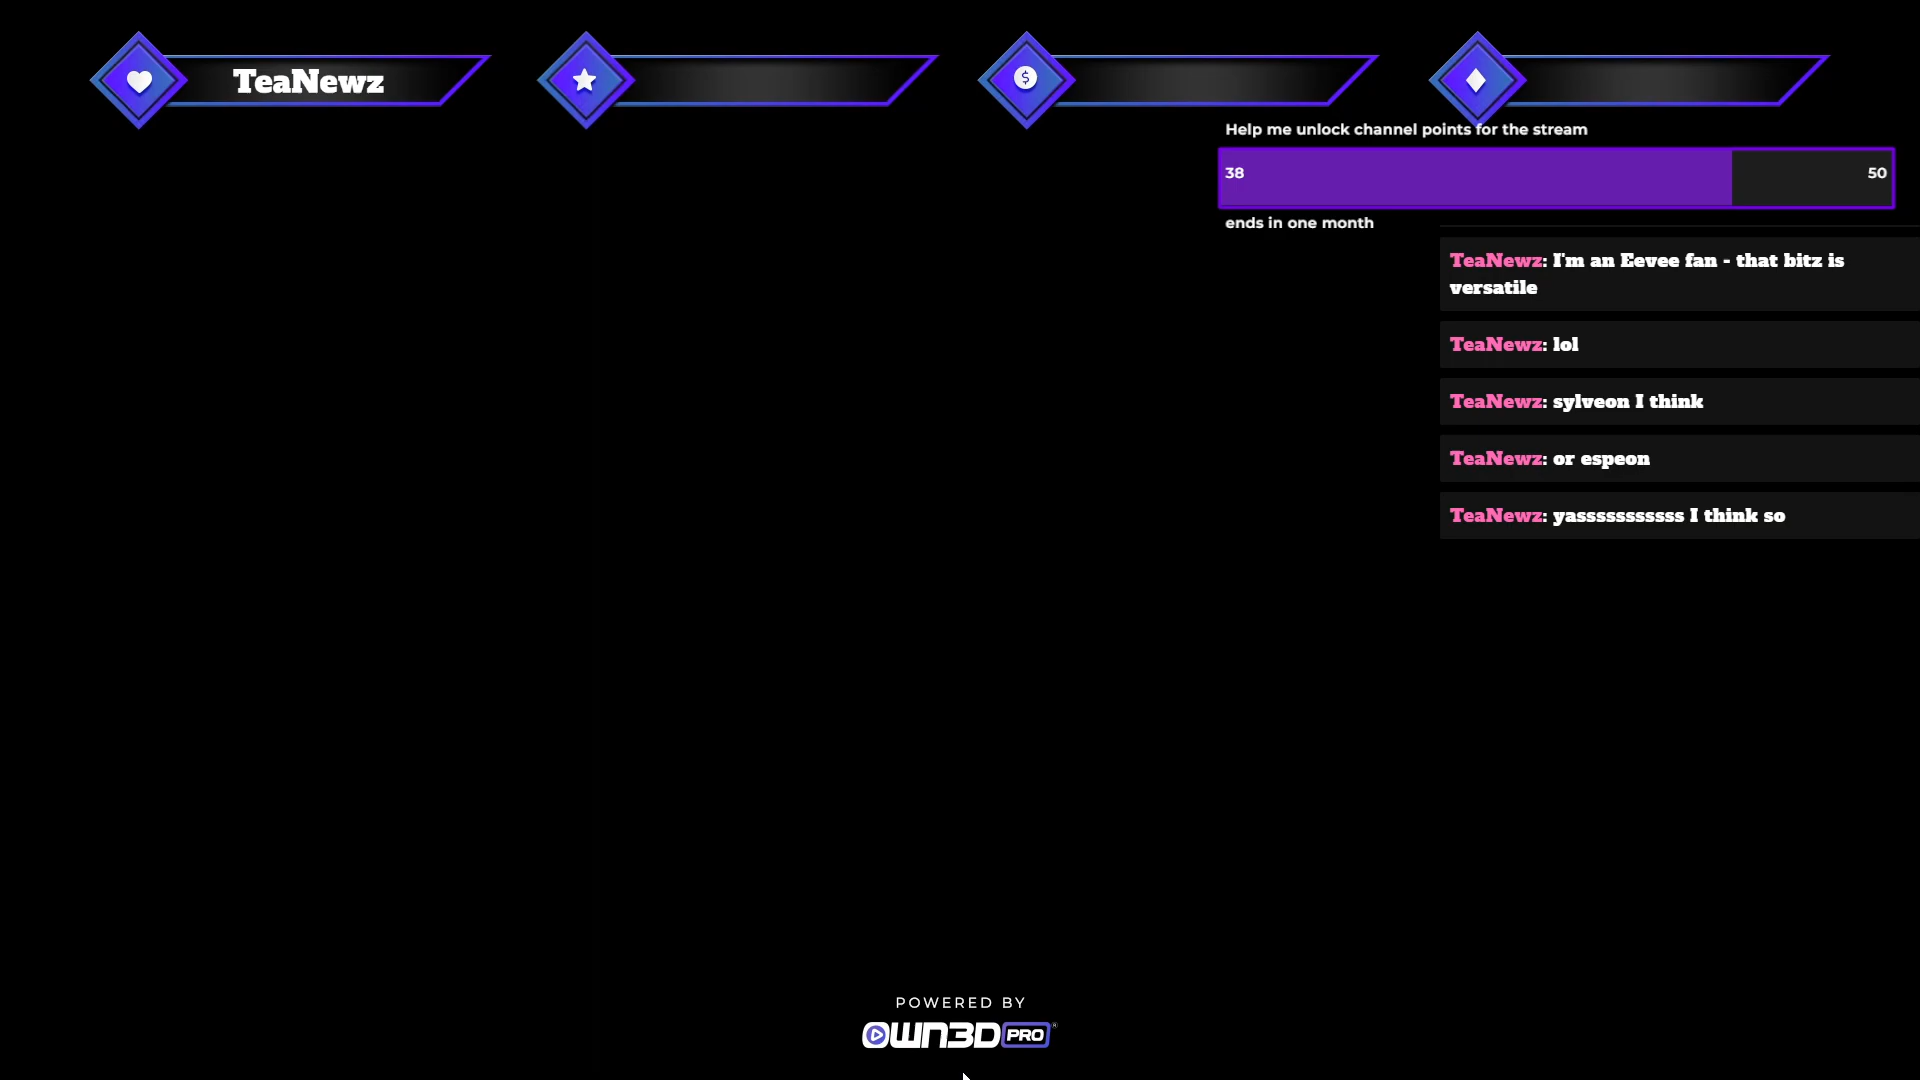 TeaNewz
Help me unlock channel points for the stream
38 50
ends in one month
TeaNewz: I'm an Eevee fan - that bitz is
versatile
TeaNewz: lol
TeaNewz: sylveon I think
TeaNewz: or espeon
TeaNewz: yasssssssssss I think so
POWERED BY
OWN3D PRO